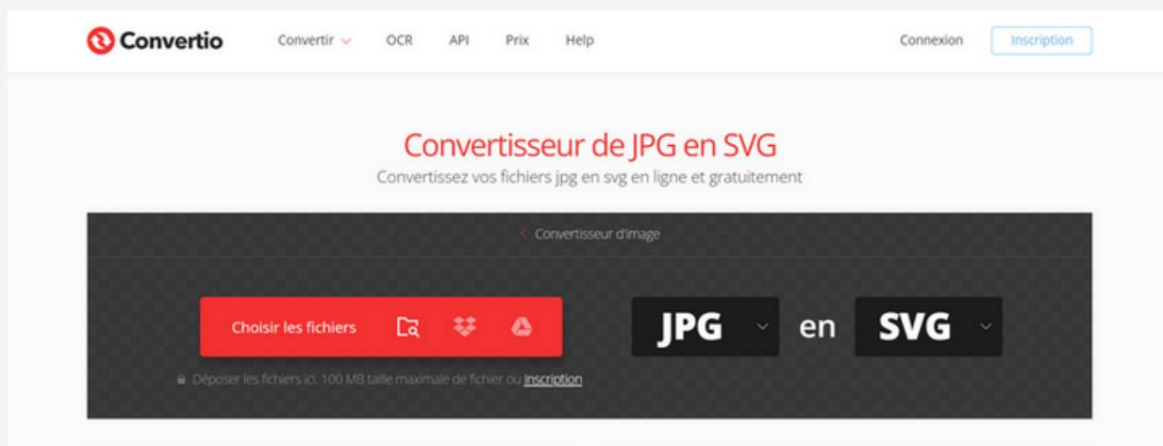 Convertio Convertir OCR API Prix Help Connexion Inscription
Convertisseur de JPG en SVG
Convertissez vos fichiers jpg en svg en ligne et gratuitement
Convertisseur d'image
Choisir les fichiers JPG en SVG
Déposer les fichiers ici. 100 MB taille maximale de fichier ou Inscription